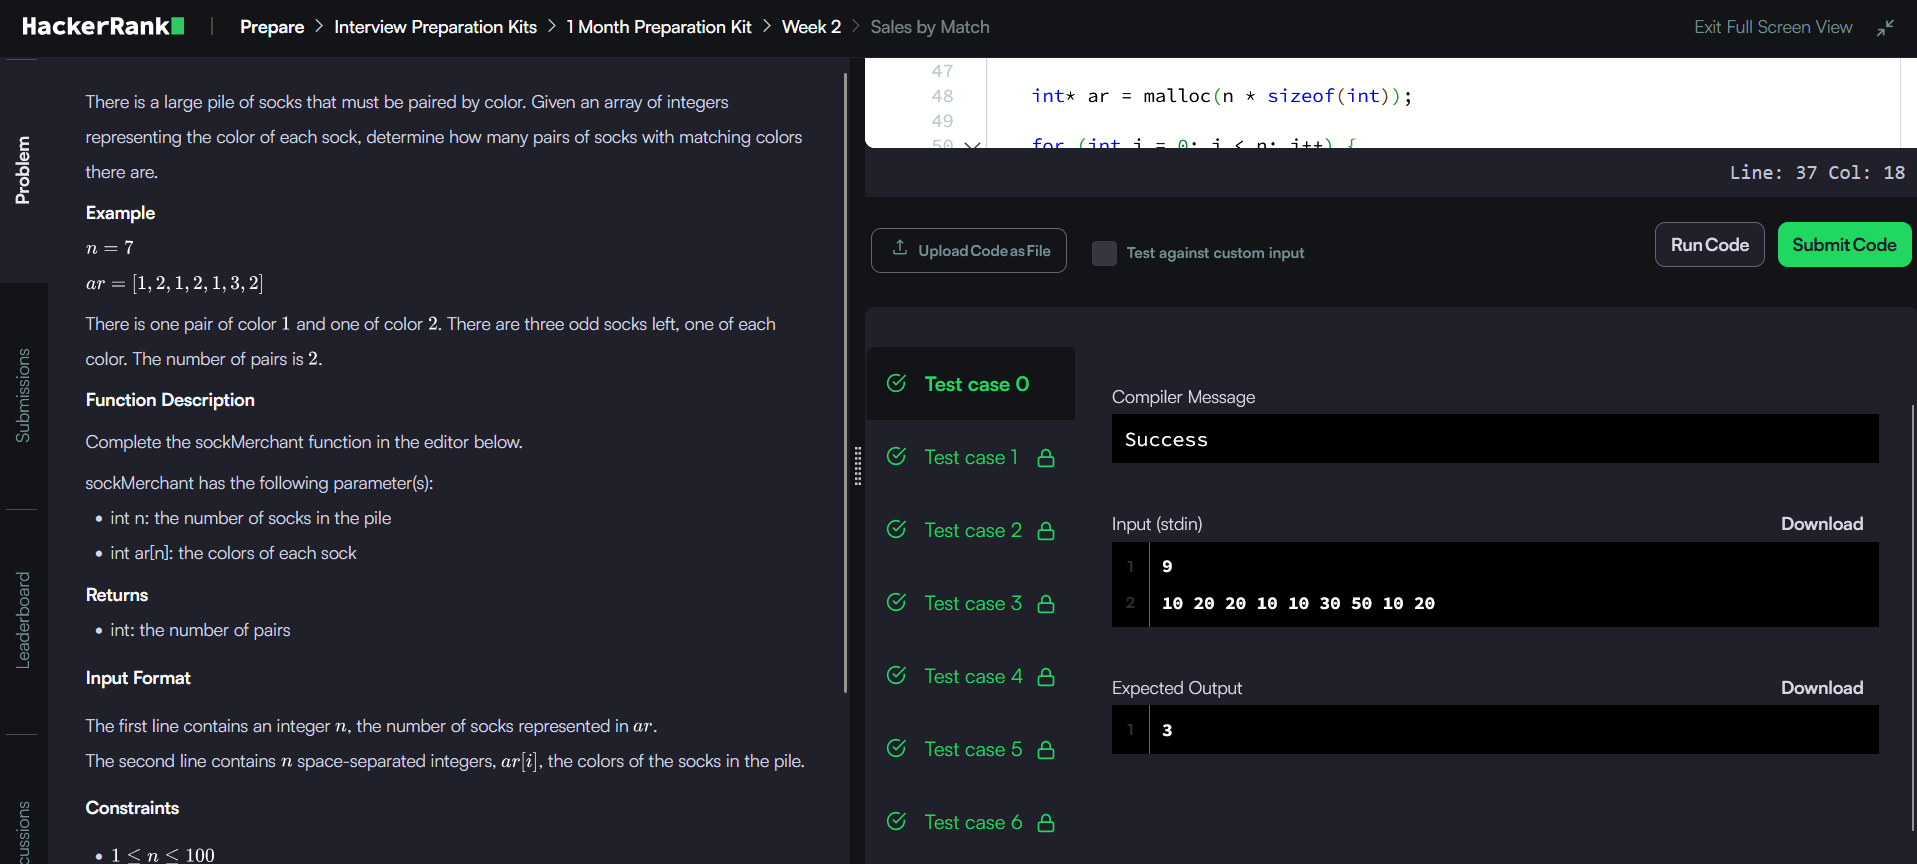 HackerRank | Prepare > Interview Preparation Kits > 1 Month Preparation Kit > Week 2 > Sales by Match
Exit Full Screen View
Problem
Submissions
Leaderboard
cussions
There is a large pile of socks that must be paired by color. Given an array of integers
representing the color of each sock, determine how many pairs of socks with matching colors
there are.
Example
n = 7
ar = [1, 2, 1, 2, 1, 3, 2]
There is one pair of color 1 and one of color 2. There are three odd socks left, one of each
color. The number of pairs is 2.
Function Description
Complete the sockMerchant function in the editor below.
sockMerchant has the following parameter(s):
• int n: the number of socks in the pile
• int ar[n]: the colors of each sock
Returns
• int: the number of pairs
Input Format
The first line contains an integer n, the number of socks represented in ar.
The second line contains n space-separated integers, ar[i], the colors of the socks in the pile.
Constraints
• 1 ≤ n ≤ 100
47
48 int* ar = malloc(n * sizeof(int));
49
50 for (int i = 0; i < n; i++) {
Line: 37 Col: 18
Upload Code as File
Test against custom input
Run Code
Submit Code
Test case 0
Test case 1
Test case 2
Test case 3
Test case 4
Test case 5
Test case 6
Compiler Message
Success
Input (stdin)
Download
1 9
2 10 20 20 10 10 30 50 10 20
Expected Output
Download
1 3